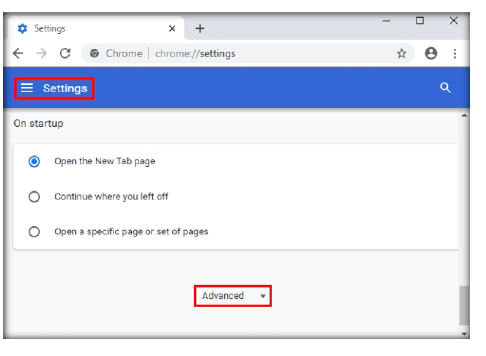 Settings
Chrome | chrome://settings
Settings
On startup
Open the New Tab page
Continue where you left off
Open a specific page or set of pages
Advanced